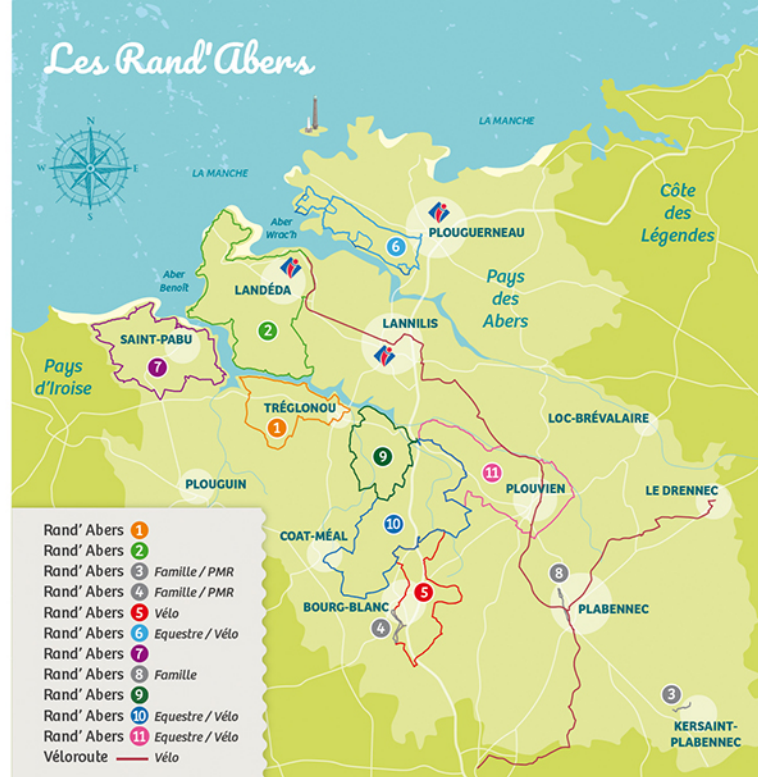 Les Rand'Abers
N
W
E
S
LA MANCHE
LA MANCHE
Côte
des
Légendes
Aber
Wrac'h
6
PLOUGUERNEAU
Aber
Benoît
LANDÉDA
Pays
des
Abers
2
LANNILIS
SAINT-PABU
7
Pays
d'Iroise
TRÉGLONOU
1
LOC-BRÉVALAIRE
9
11
PLOUVIEN
PLOUGUIN
LE DRENNEC
10
COAT-MÉAL
8
5
BOURG-BLANC
PLABENNEC
4
3
KERSAINT-
PLABENNEC
Rand' Abers 1
Rand' Abers 2
Rand' Abers 3 Famille / PMR
Rand' Abers 4 Famille / PMR
Rand' Abers 5 Vélo
Rand' Abers 6 Equestre / Vélo
Rand' Abers 7
Rand' Abers 8 Famille
Rand' Abers 9
Rand' Abers 10 Equestre / Vélo
Rand' Abers 11 Equestre / Vélo
Véloroute Vélo